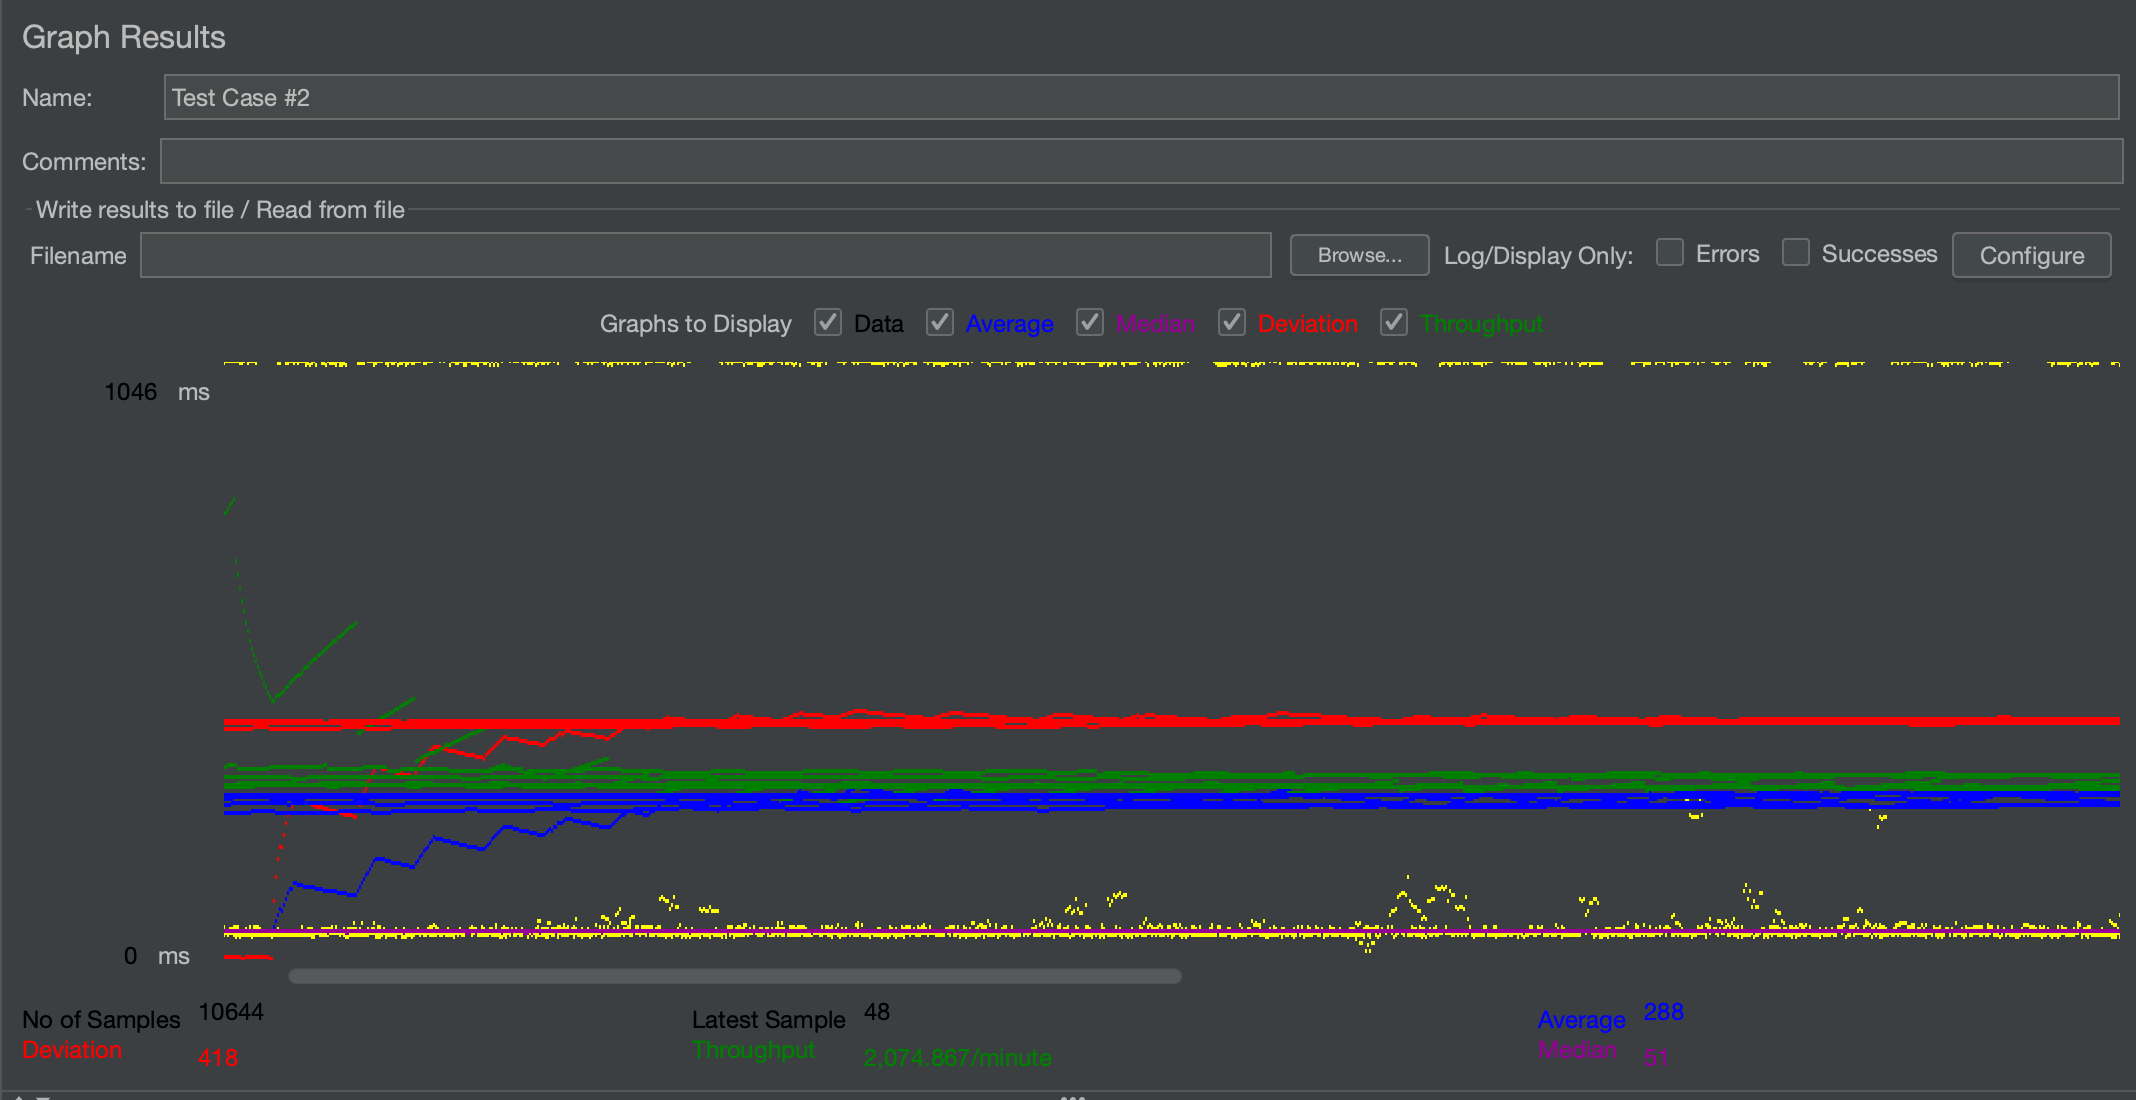 Graph Results
Name: Test Case #2
Comments:
Write results to file / Read from file
Filename Browse... Log/Display Only: Errors Successes Configure
Graphs to Display Data Average Median Deviation Throughput
1046 ms
0 ms
No of Samples 10644 Latest Sample 48 Average 288
Deviation 418 Throughput 2,074.867/minute Median 51